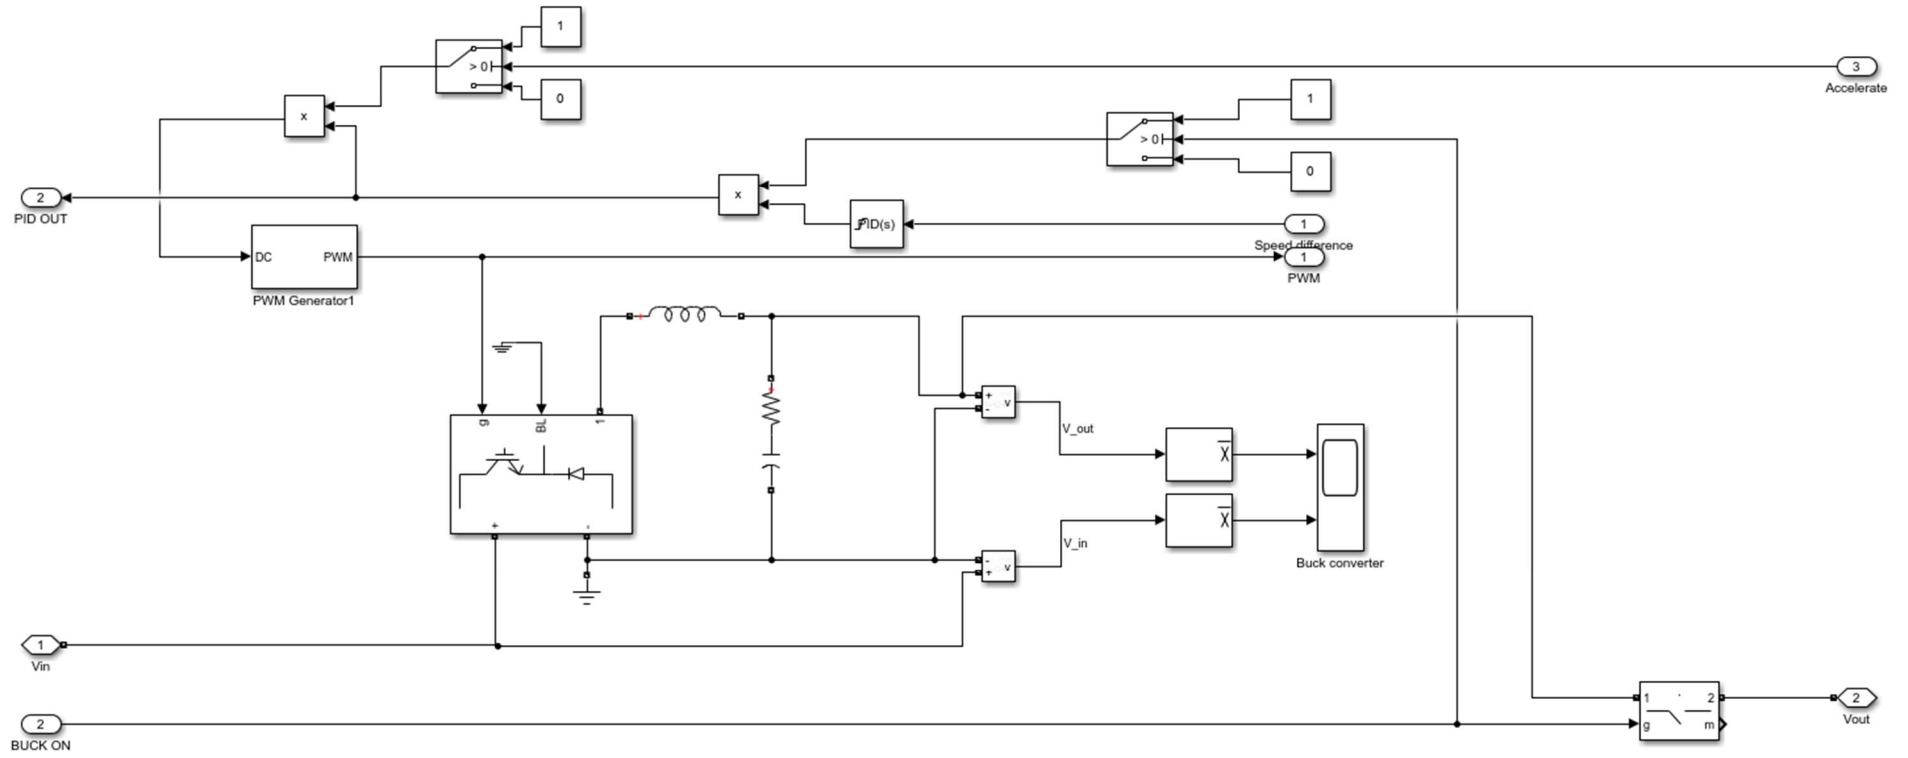 1
> 0
3
Accelerate
0
x
1
> 0
0
x
2
PID OUT
PID(s)
1
Speed difference
DC PWM
PWM Generator1
1
PWM
g BL 1
+ -
+
-
v
V_out
X
-
+
v
V_in
X
Buck converter
1
Vin
2
BUCK ON
1 2
g m
2
Vout